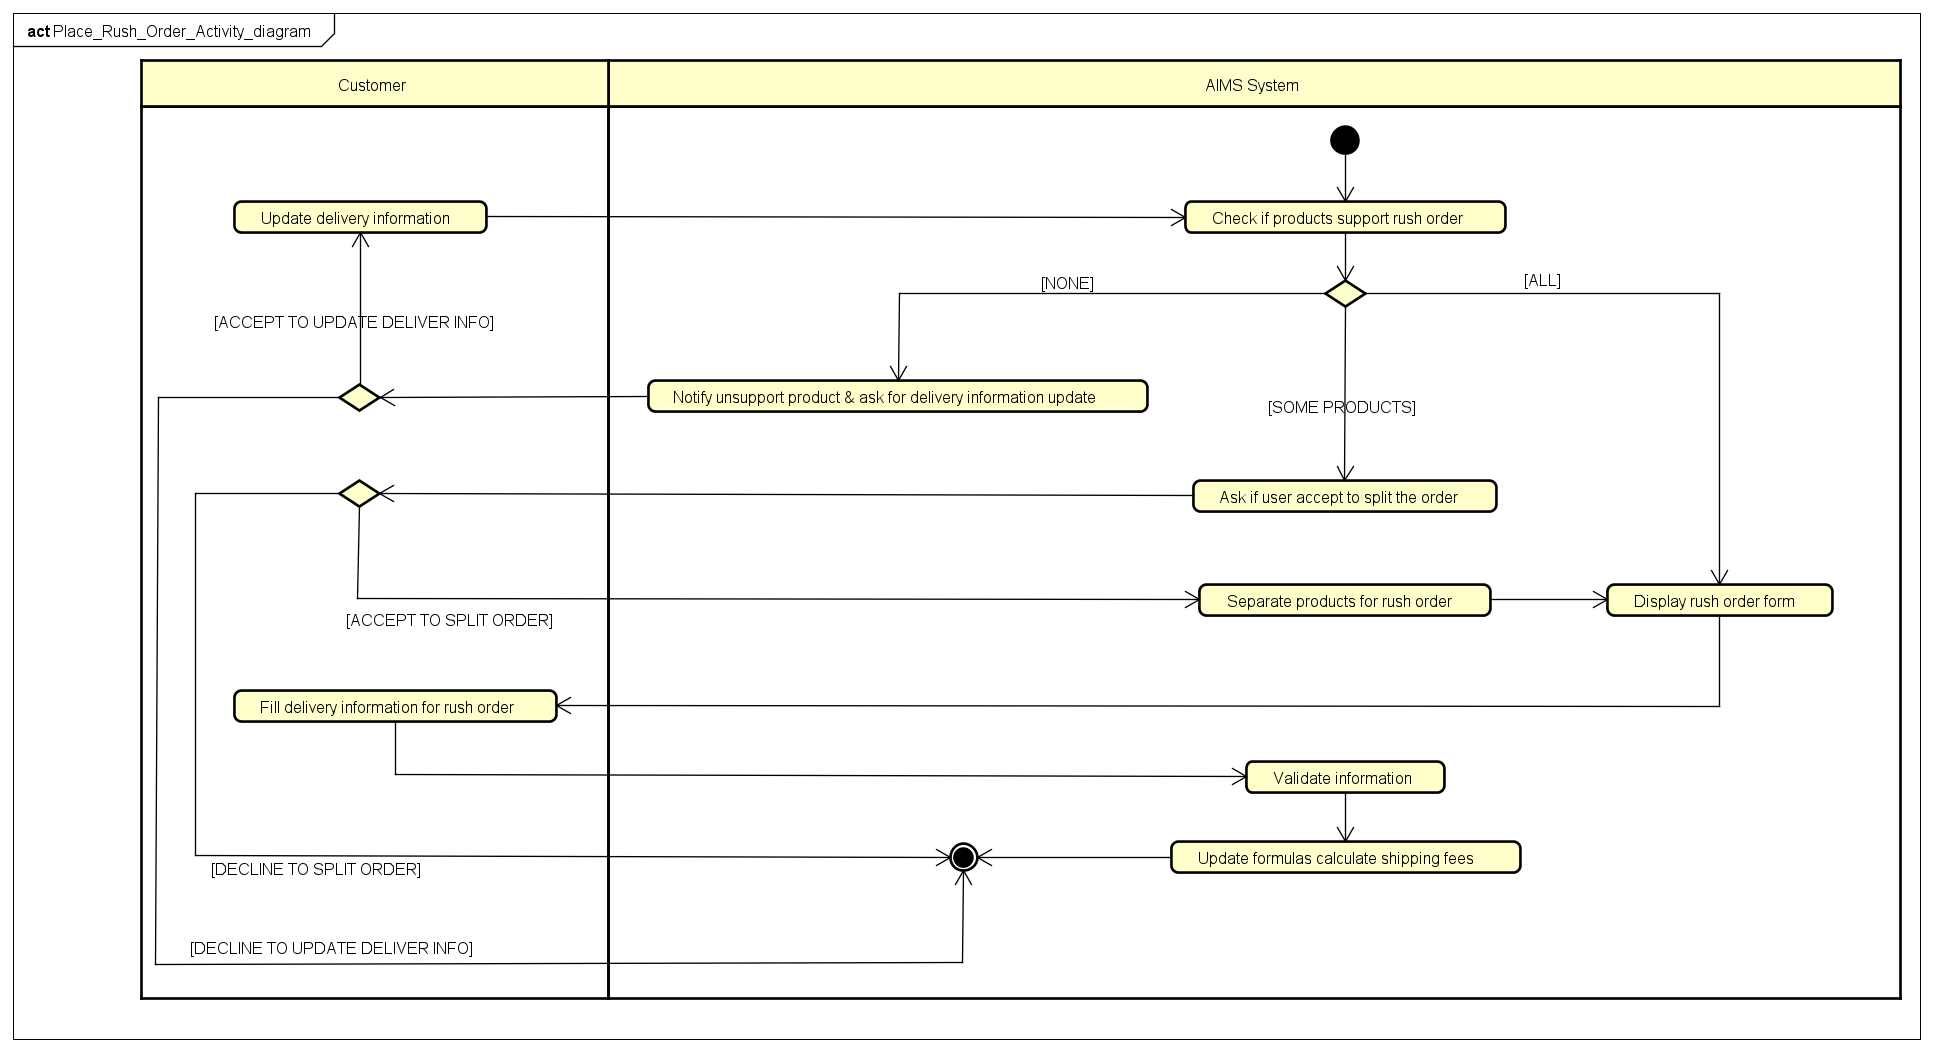 act Place_Rush_Order_Activity_diagram
Customer
AIMS System
Update delivery information
Check if products support rush order
[NONE]
[ALL]
[ACCEPT TO UPDATE DELIVER INFO]
Notify unsupport product & ask for delivery information update
[SOME PRODUCTS]
Ask if user accept to split the order
Separate products for rush order
Display rush order form
[ACCEPT TO SPLIT ORDER]
Fill delivery information for rush order
Validate information
Update formulas calculate shipping fees
[DECLINE TO SPLIT ORDER]
[DECLINE TO UPDATE DELIVER INFO]